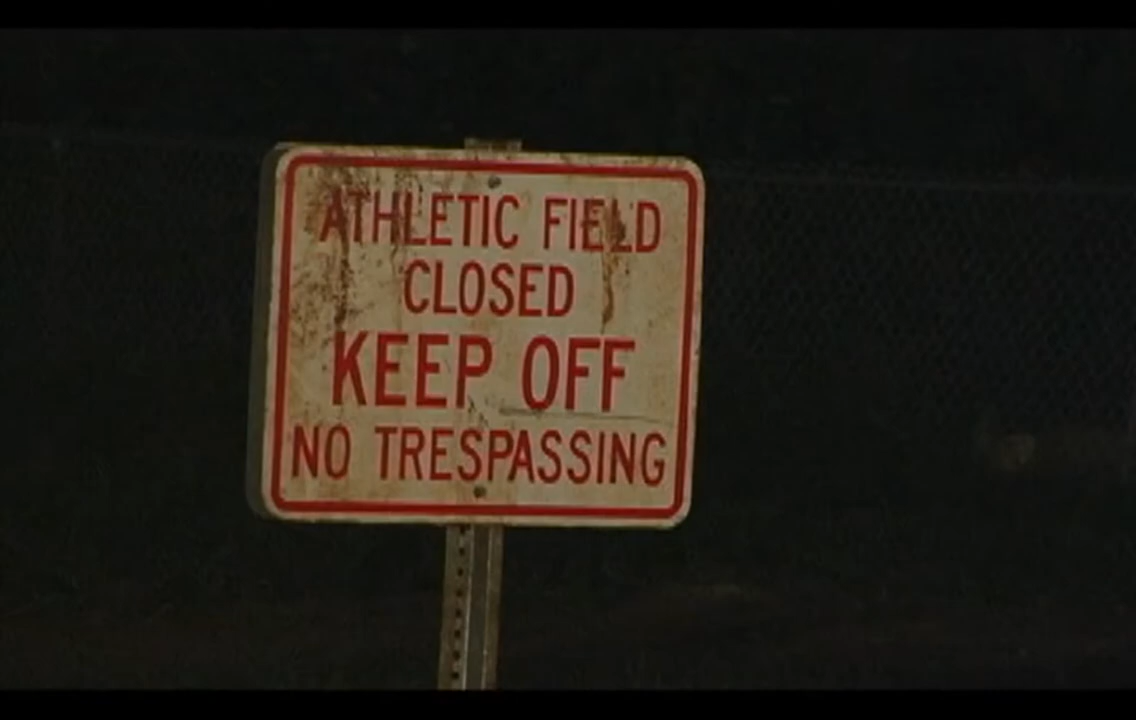 ATHLETIC FIELD
CLOSED
KEEP OFF
NO TRESPASSING